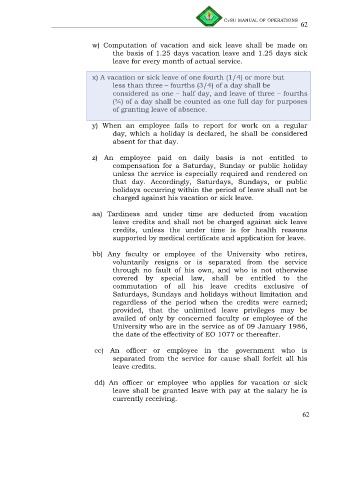 CvSU MANUAL OF OPERATIONS
62
w) Computation of vacation and sick leave shall be made on
the basis of 1.25 days vacation leave and 1.25 days sick
leave for every month of actual service.
x) A vacation or sick leave of one fourth (1/4) or more but
less than three – fourths (3/4) of a day shall be
considered as one – half day, and leave of three – fourths
(¾) of a day shall be counted as one full day for purposes
of granting leave of absence.
y) When an employee fails to report for work on a regular
day, which a holiday is declared, he shall be considered
absent for that day.
z) An employee paid on daily basis is not entitled to
compensation for a Saturday, Sunday or public holiday
unless the service is especially required and rendered on
that day. Accordingly, Saturdays, Sundays, or public
holidays occurring within the period of leave shall not be
charged against his vacation or sick leave.
aa) Tardiness and under time are deducted from vacation
leave credits and shall not be charged against sick leave
credits, unless the under time is for health reasons
supported by medical certificate and application for leave.
bb) Any faculty or employee of the University who retires,
voluntarily resigns or is separated from the service
through no fault of his own, and who is not otherwise
covered by special law, shall be entitled to the
commutation of all his leave credits exclusive of
Saturdays, Sundays and holidays without limitation and
regardless of the period when the credits were earned;
provided, that the unlimited leave privileges may be
availed of only by concerned faculty or employee of the
University who are in the service as of 09 January 1986,
the date of the effectivity of EO 1077 or thereafter.
cc) An officer or employee in the government who is
separated from the service for cause shall forfeit all his
leave credits.
dd) An officer or employee who applies for vacation or sick
leave shall be granted leave with pay at the salary he is
currently receiving.
62